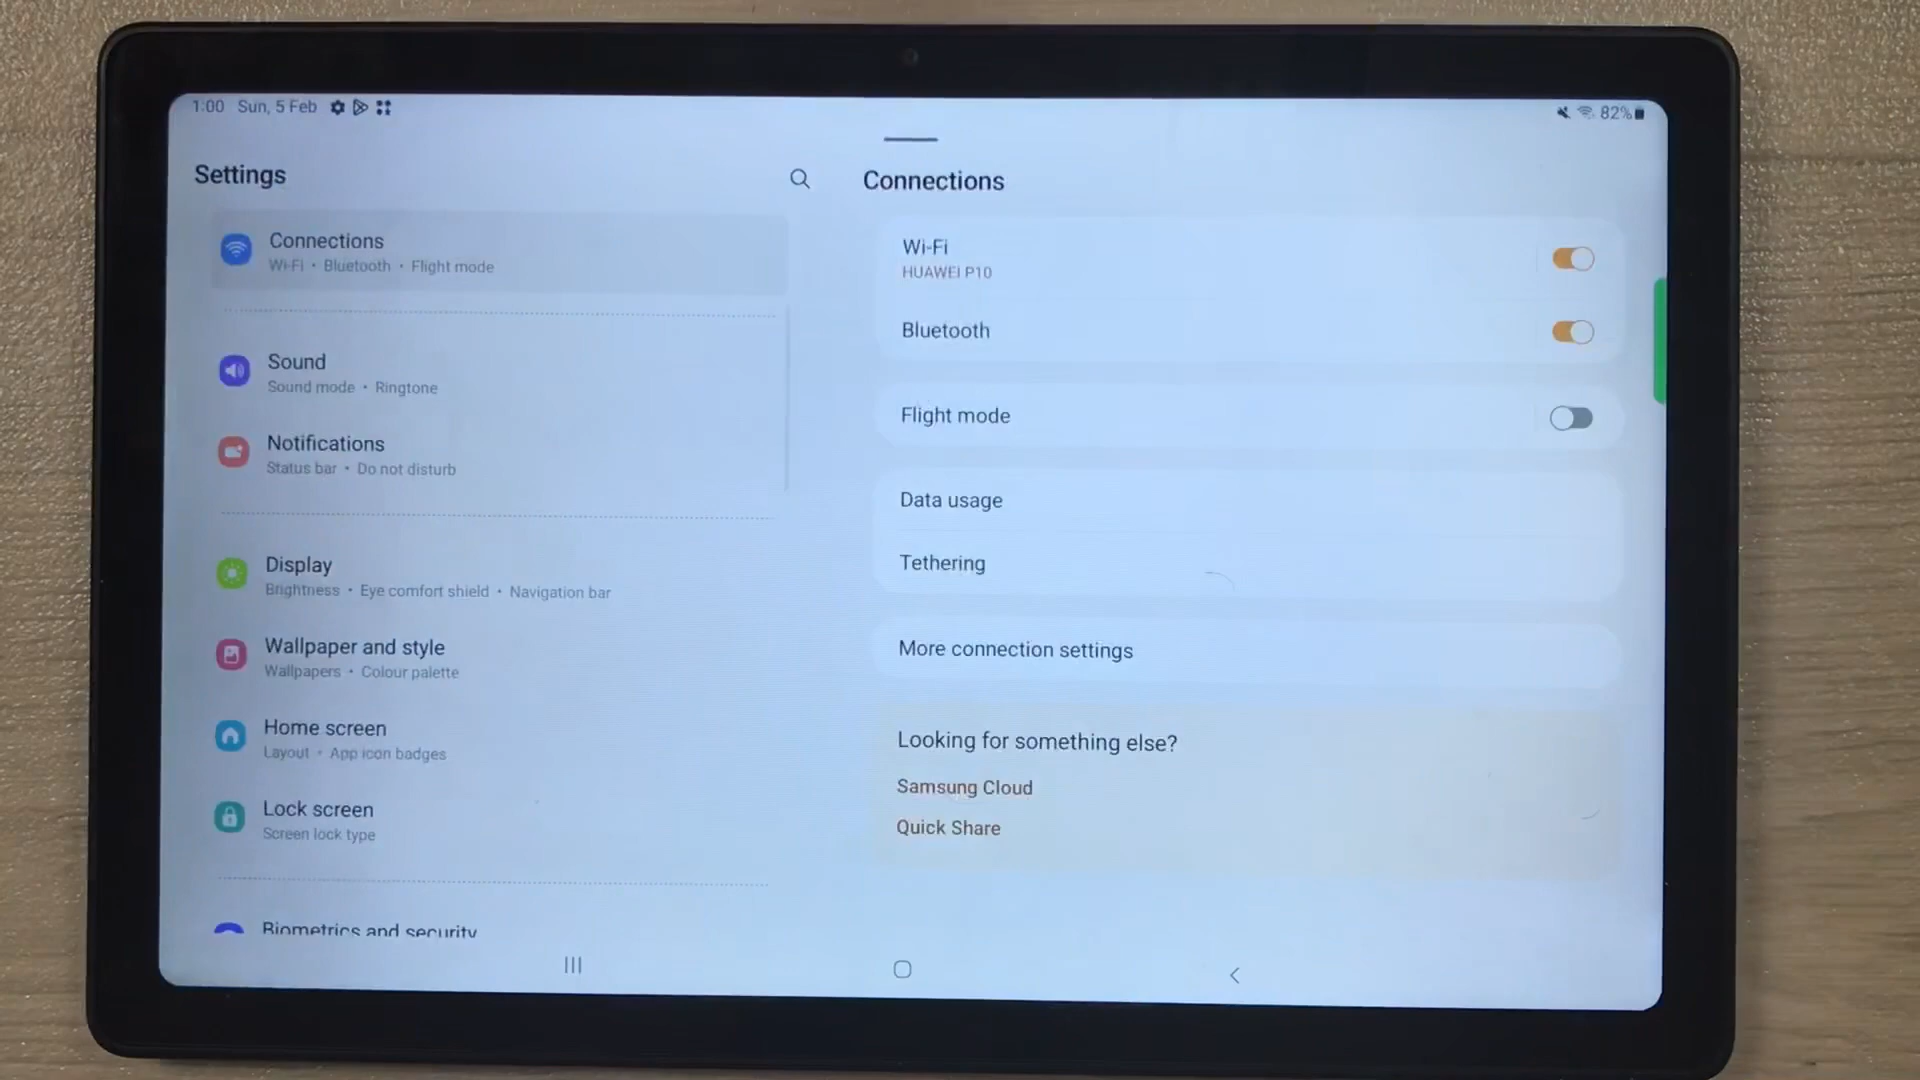 1:00 Sun, 5 Feb
82%
Settings
Connections
Wi-Fi • Bluetooth • Flight mode
Sound
Sound mode • Ringtone
Notifications
Status bar • Do not disturb
Display
Brightness • Eye comfort shield • Navigation bar
Wallpaper and style
Wallpapers • Colour palette
Home screen
Layout • App icon badges
Lock screen
Screen lock type
Biometrics and security
Connections
Wi-Fi
HUAWEI P10
Bluetooth
Flight mode
Data usage
Tethering
More connection settings
Looking for something else?
Samsung Cloud
Quick Share